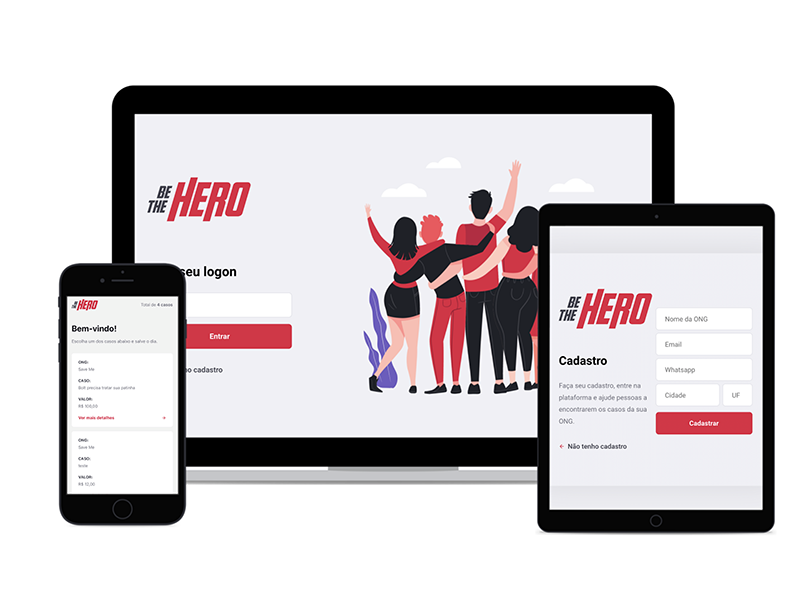 BE
THE HERO
seu logon
Entrar
ho cadastro
BE
THE HERO
Total de 4 casos
Bem-vindo!
Escolha um dos casos abaixo e salve o dia.
ONG:
Save Me
CASO:
Bolt precisa tratar sua patinha
VALOR:
R$ 100,00
Ver mais detalhes
ONG:
Save Me
CASO:
VALOR:
R$ 10,00
BE
THE HERO
Cadastro
Faça seu cadastro, entre na
plataforma e ajude pessoas a
encontrarem os casos da sua
ONG.
← Não tenho cadastro
Nome da ONG
Email
Whatsapp
Cidade UF
Cadastrar